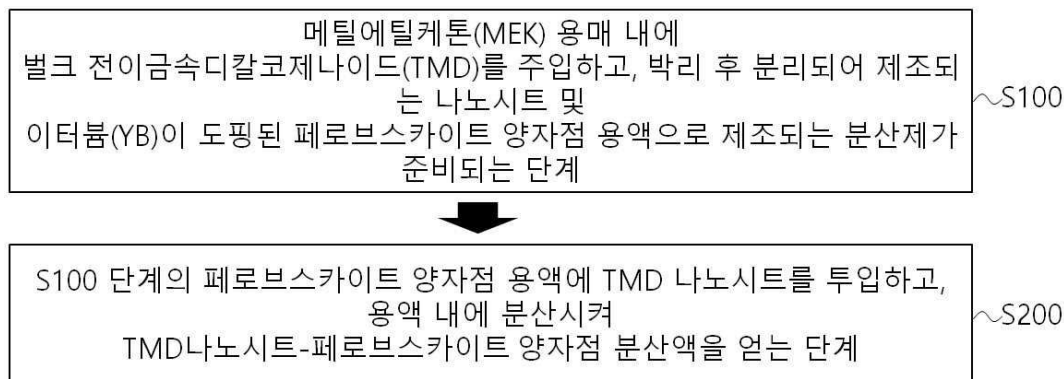 메틸에틸케톤(MEK) 용매 내에
벌크 전이금속디칼코제나이드(TMD)를 주입하고, 박리 후 분리되어 제조되
는 나노시트 및
이터븀(YB)이 도핑된 페로브스카이트 양자점 용액으로 제조되는 분산제가
준비되는 단계
S100
S100 단계의 페로브스카이트 양자점 용액에 TMD 나노시트를 투입하고,
용액 내에 분산시켜
TMD나노시트-페로브스카이트 양자점 분산액을 얻는 단계
S200